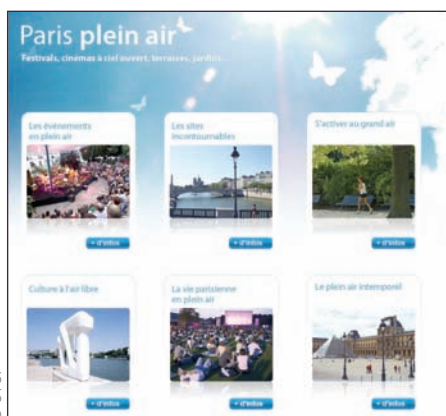 Paris plein air
Festivals, cinémas à ciel ouvert, terrasses, jardins...
Les événements
en plein air
Les sites
incontournables
S'activer au grand air
+ d'infos
+ d'infos
+ d'infos
Culture à l'air libre
La vie parisienne
en plein air
Le plein air intemporel
+ d'infos
+ d'infos
+ d'infos